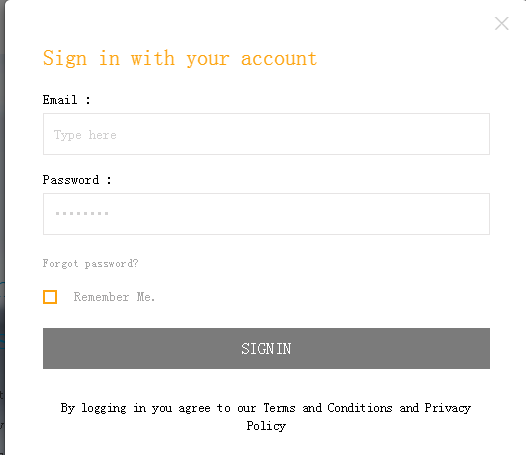 Sign in with your account
Email :
Type here
Password :
Forgot password?
Remember Me.
SIGNIN
By logging in you agree to our Terms and Conditions and Privacy
Policy